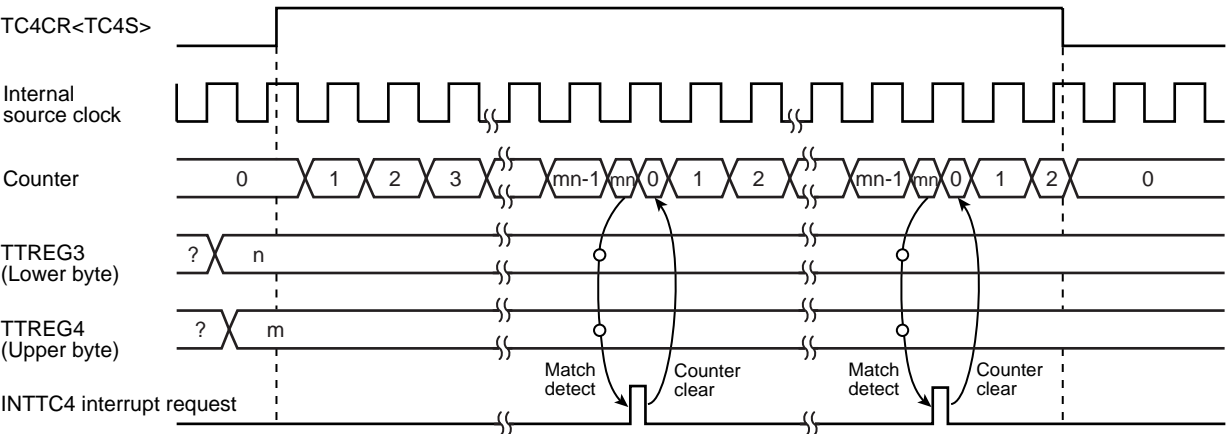 TC4CR<TC4S>
Internal
source clock
Counter
0 1 2 3 mn-1 mn 0 1 2 mn-1 mn 0 1 2 0
TTREG3
(Lower byte)
? n
TTREG4
(Upper byte)
? m
Match
detect
Counter
clear
Match
detect
Counter
clear
INTTC4 interrupt request